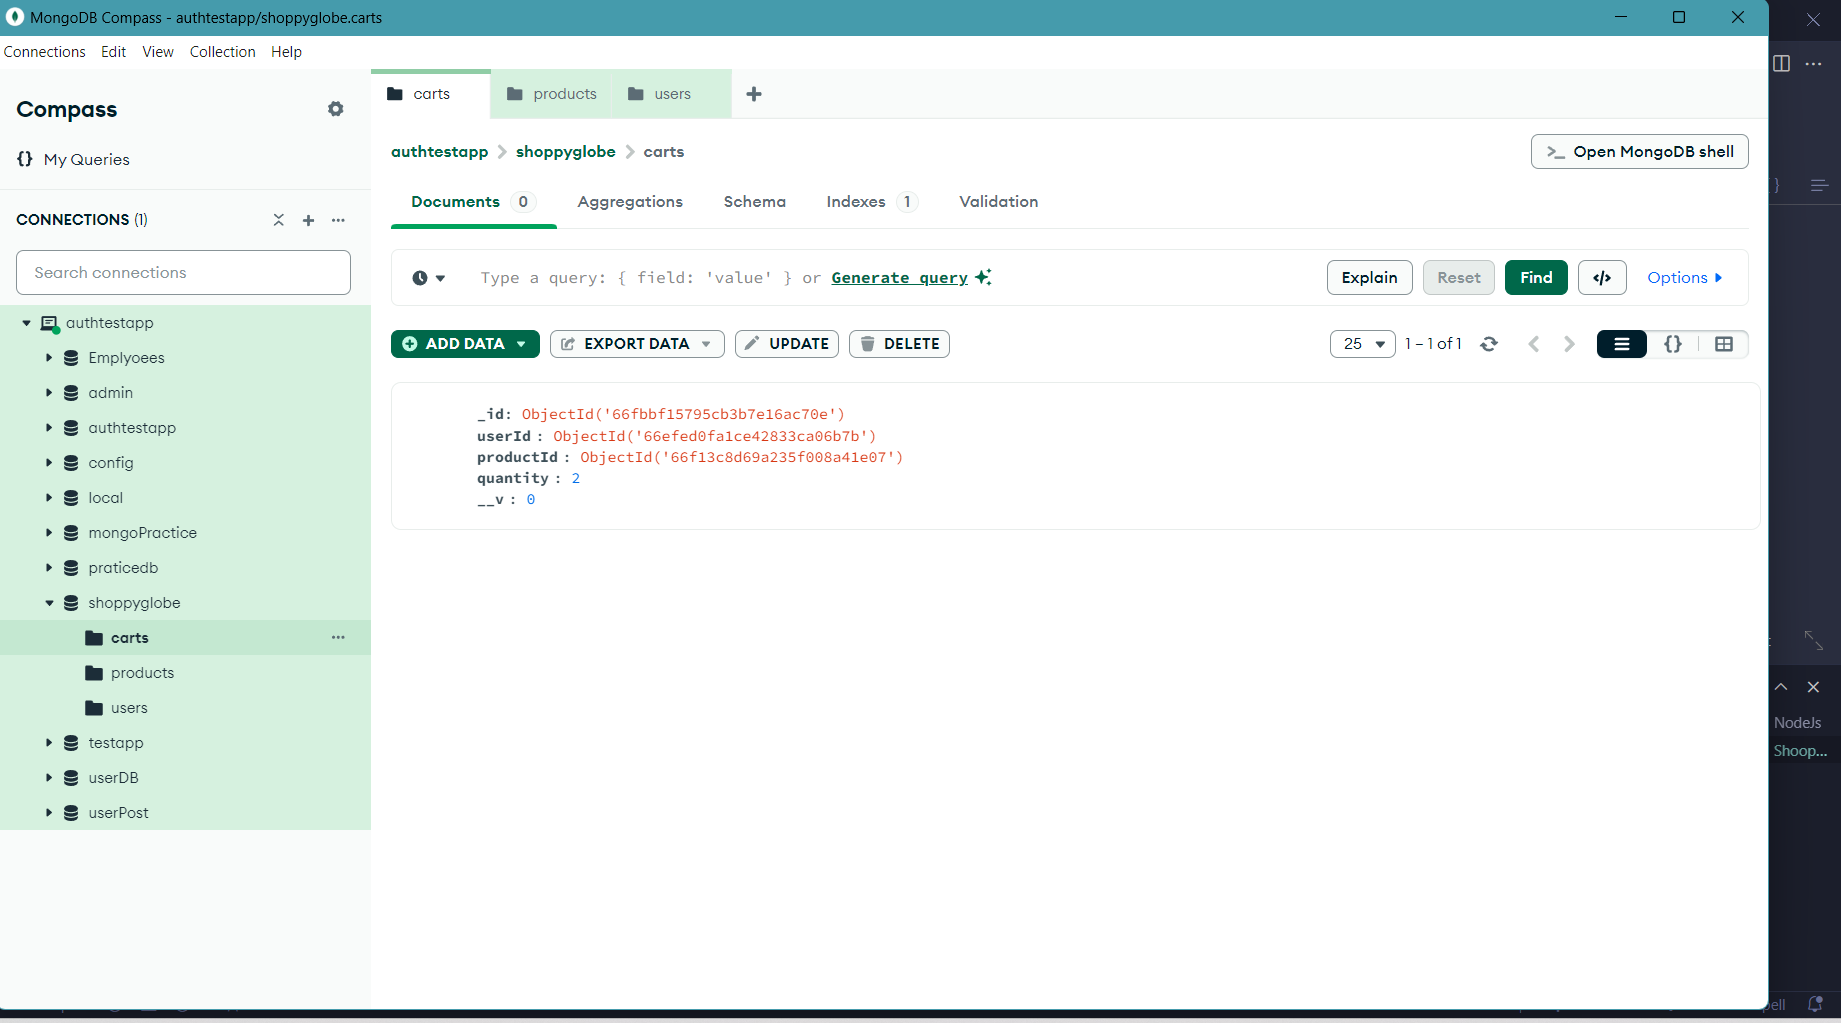 MongoDB Compass - authtestapp/shoppyglobe.carts
Connections Edit View Collection Help
Compass
{} My Queries
CONNECTIONS (1)
Search connections
authtestapp
Emplyoees
admin
authtestapp
config
local
mongoPractice
praticedb
shoppyglobe
carts
products
users
testapp
userDB
userPost
carts products users
authtestapp > shoppyglobe > carts
>_ Open MongoDB shell
Documents 0 Aggregations Schema Indexes 1 Validation
Type a query: { field: 'value' } or Generate query
Explain Reset Find </> Options
ADD DATA EXPORT DATA UPDATE DELETE
25 1 – 1 of 1 {}
_id: ObjectId('66fbbf15795cb3b7e16ac70e')
userId : ObjectId('66efed0fa1ce42833ca06b7b')
productId : ObjectId('66f13c8d69a235f008a41e07')
quantity : 2
__v : 0
NodeJs
Shoop...